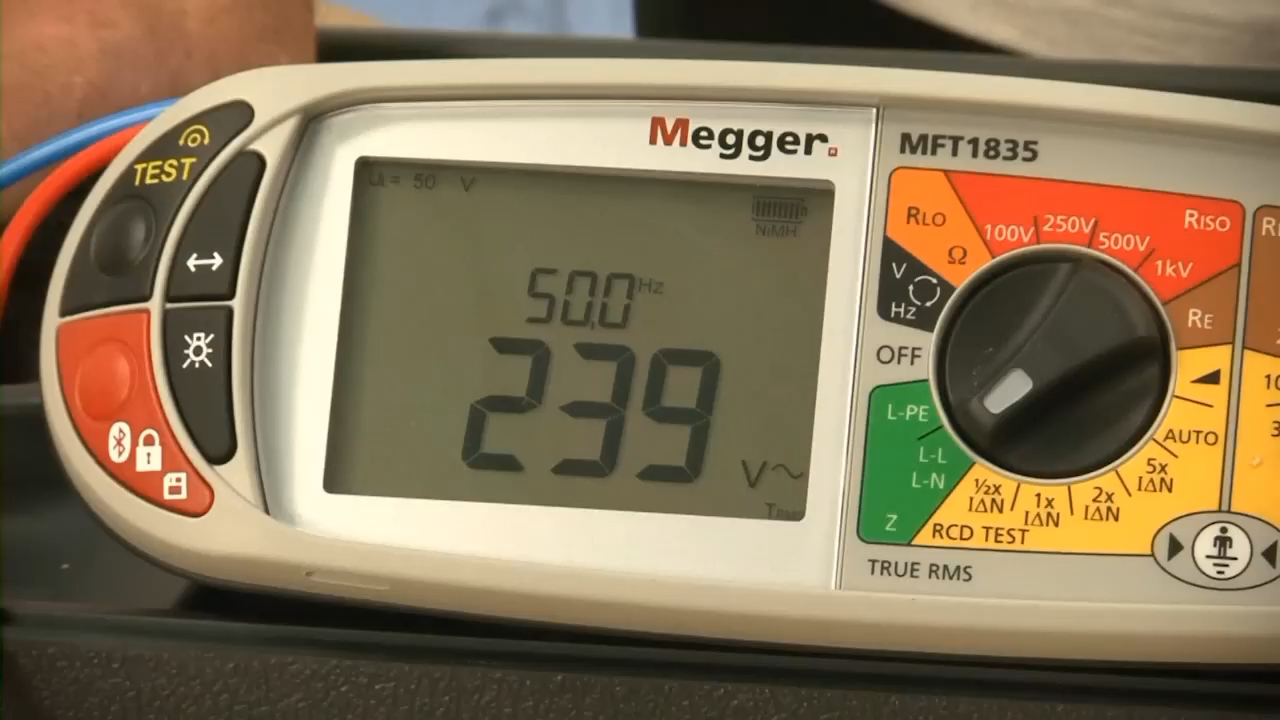 TEST
Megger.
MFT1835
UL= 50 V
NiMH
50.0 Hz
239
V~
RLO
Ω
100V
250V
500V
1kV
RISO
V
Hz
RE
OFF
L-PE
L-L
L-N
Z
½x
IΔN
1x
IΔN
2x
IΔN
5x
IΔN
AUTO
RCD TEST
TRUE RMS